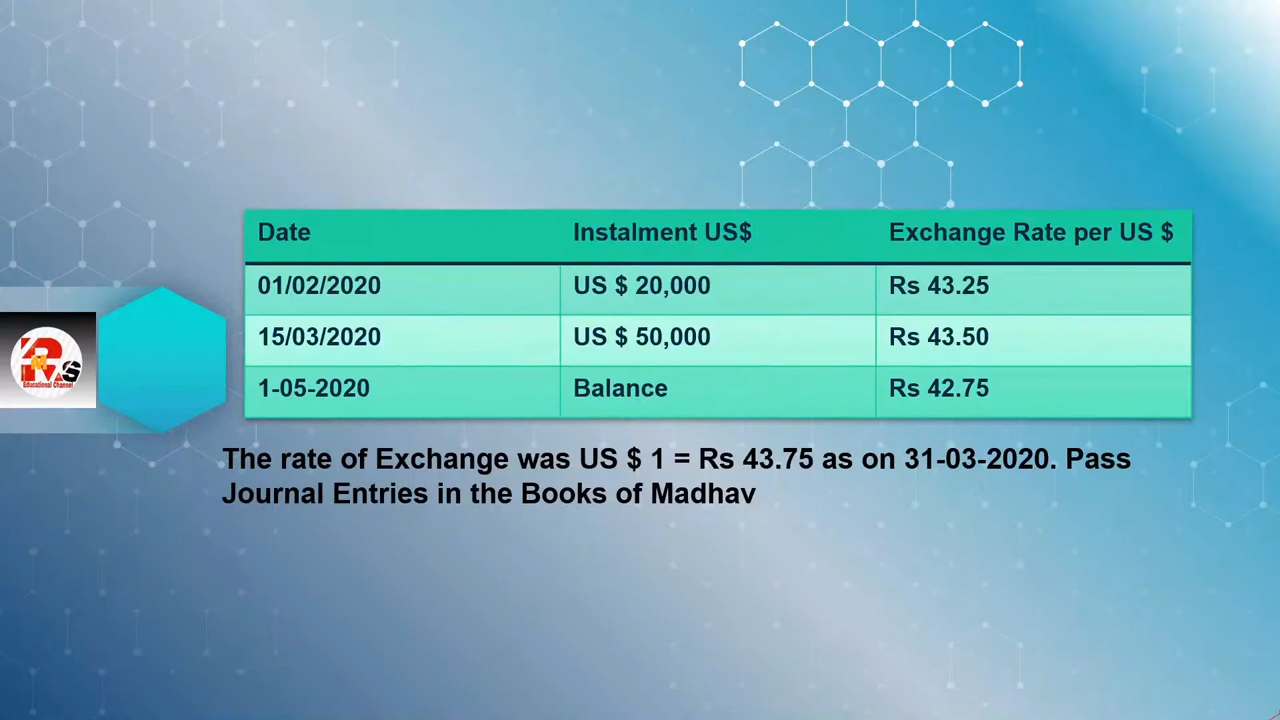 Date Instalment US$ Exchange Rate per US $
01/02/2020 US $ 20,000 Rs 43.25
15/03/2020 US $ 50,000 Rs 43.50
1-05-2020 Balance Rs 42.75
The rate of Exchange was US $ 1 = Rs 43.75 as on 31-03-2020. Pass
Journal Entries in the Books of Madhav
Educational Channel